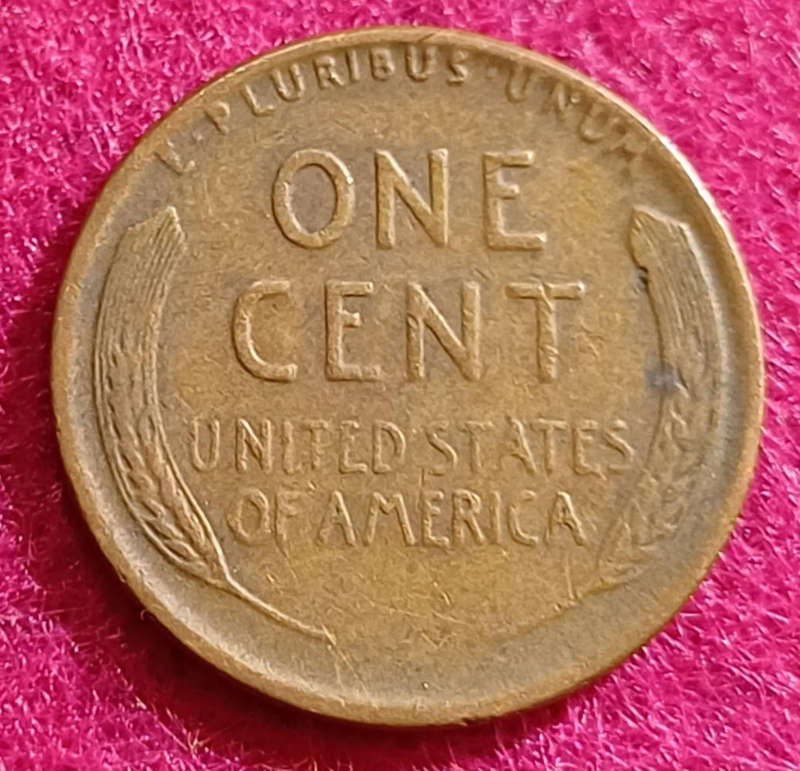 E·PLURIBUS·UNUM
ONE
CENT
UNITED STATES
OF AMERICA